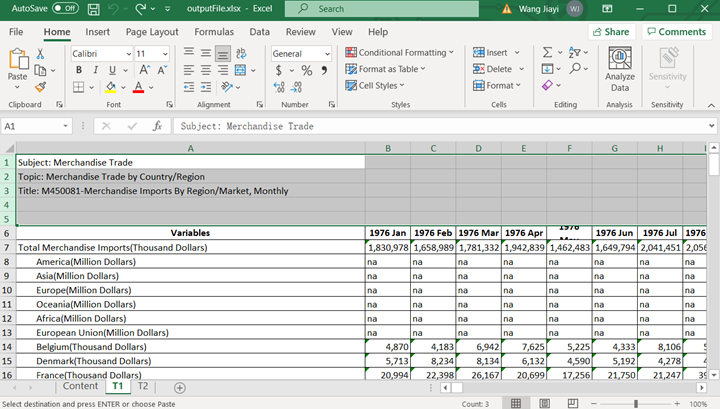 AutoSave Off outputFile.xlsx - Excel Search Wang Jiayi WJ
File Home Insert Page Layout Formulas Data Review View Help Share Comments
Paste Calibri 11 General Conditional Formatting Insert
B I U A A $ % , Format as Table Delete Analyze Data Sensitivity
Cell Styles Format
Clipboard Font Alignment Number Styles Cells Editing Analysis Sensitivity
A1 fx Subject: Merchandise Trade
A B C D E F G H I
1 Subject: Merchandise Trade
2 Topic: Merchandise Trade by Country/Region
3 Title: M450081-Merchandise Imports By Region/Market, Monthly
4
5
6 Variables 1976 Jan 1976 Feb 1976 Mar 1976 Apr 1976 May 1976 Jun 1976 Jul 1976
7 Total Merchandise Imports(Thousand Dollars) 1,830,978 1,658,989 1,781,332 1,942,839 1,462,483 1,649,794 2,041,451 2,056
8 America(Million Dollars) na na na na na na na na
9 Asia(Million Dollars) na na na na na na na na
10 Europe(Million Dollars) na na na na na na na na
11 Oceania(Million Dollars) na na na na na na na na
12 Africa(Million Dollars) na na na na na na na na
13 European Union(Million Dollars) na na na na na na na na
14 Belgium(Thousand Dollars) 4,870 4,183 6,942 7,625 5,225 4,333 8,106
15 Denmark(Thousand Dollars) 5,713 8,234 8,134 6,132 4,590 5,192 4,278
16 France(Thousand Dollars) 20,994 22,398 26,167 20,699 17,256 21,750 21,247
Content T1 T2
Select destination and press ENTER or choose Paste Count: 3 100%